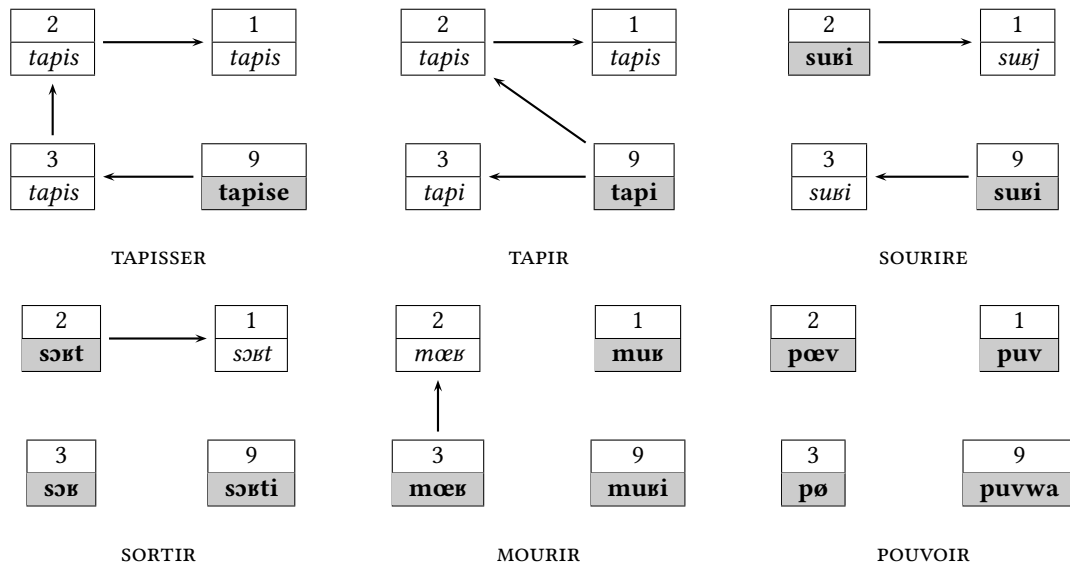 2 1 2 1 2 1
tapis tapis tapis tapis suʁi suʁj
3 9 3 9 3 9
tapis tapise tapi tapi suʁi suʁi
TAPISSER TAPIR SOURIRE
2 1 2 1 2 1
sɔʁt sɔʁt mœʁ muʁ pœv puv
3 9 3 9 3 9
sɔʁ sɔʁti mœʁ muʁi pø puvwa
SORTIR MOURIR POUVOIR